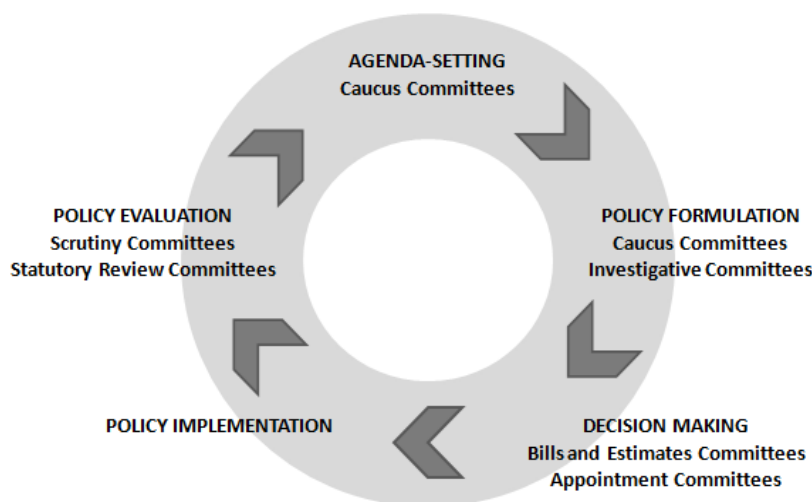 AGENDA-SETTING
Caucus Committees
POLICY EVALUATION
Scrutiny Committees
Statutory Review Committees
POLICY FORMULATION
Caucus Committees
Investigative Committees
POLICY IMPLEMENTATION
DECISION MAKING
Bills and Estimates Committees
Appointment Committees